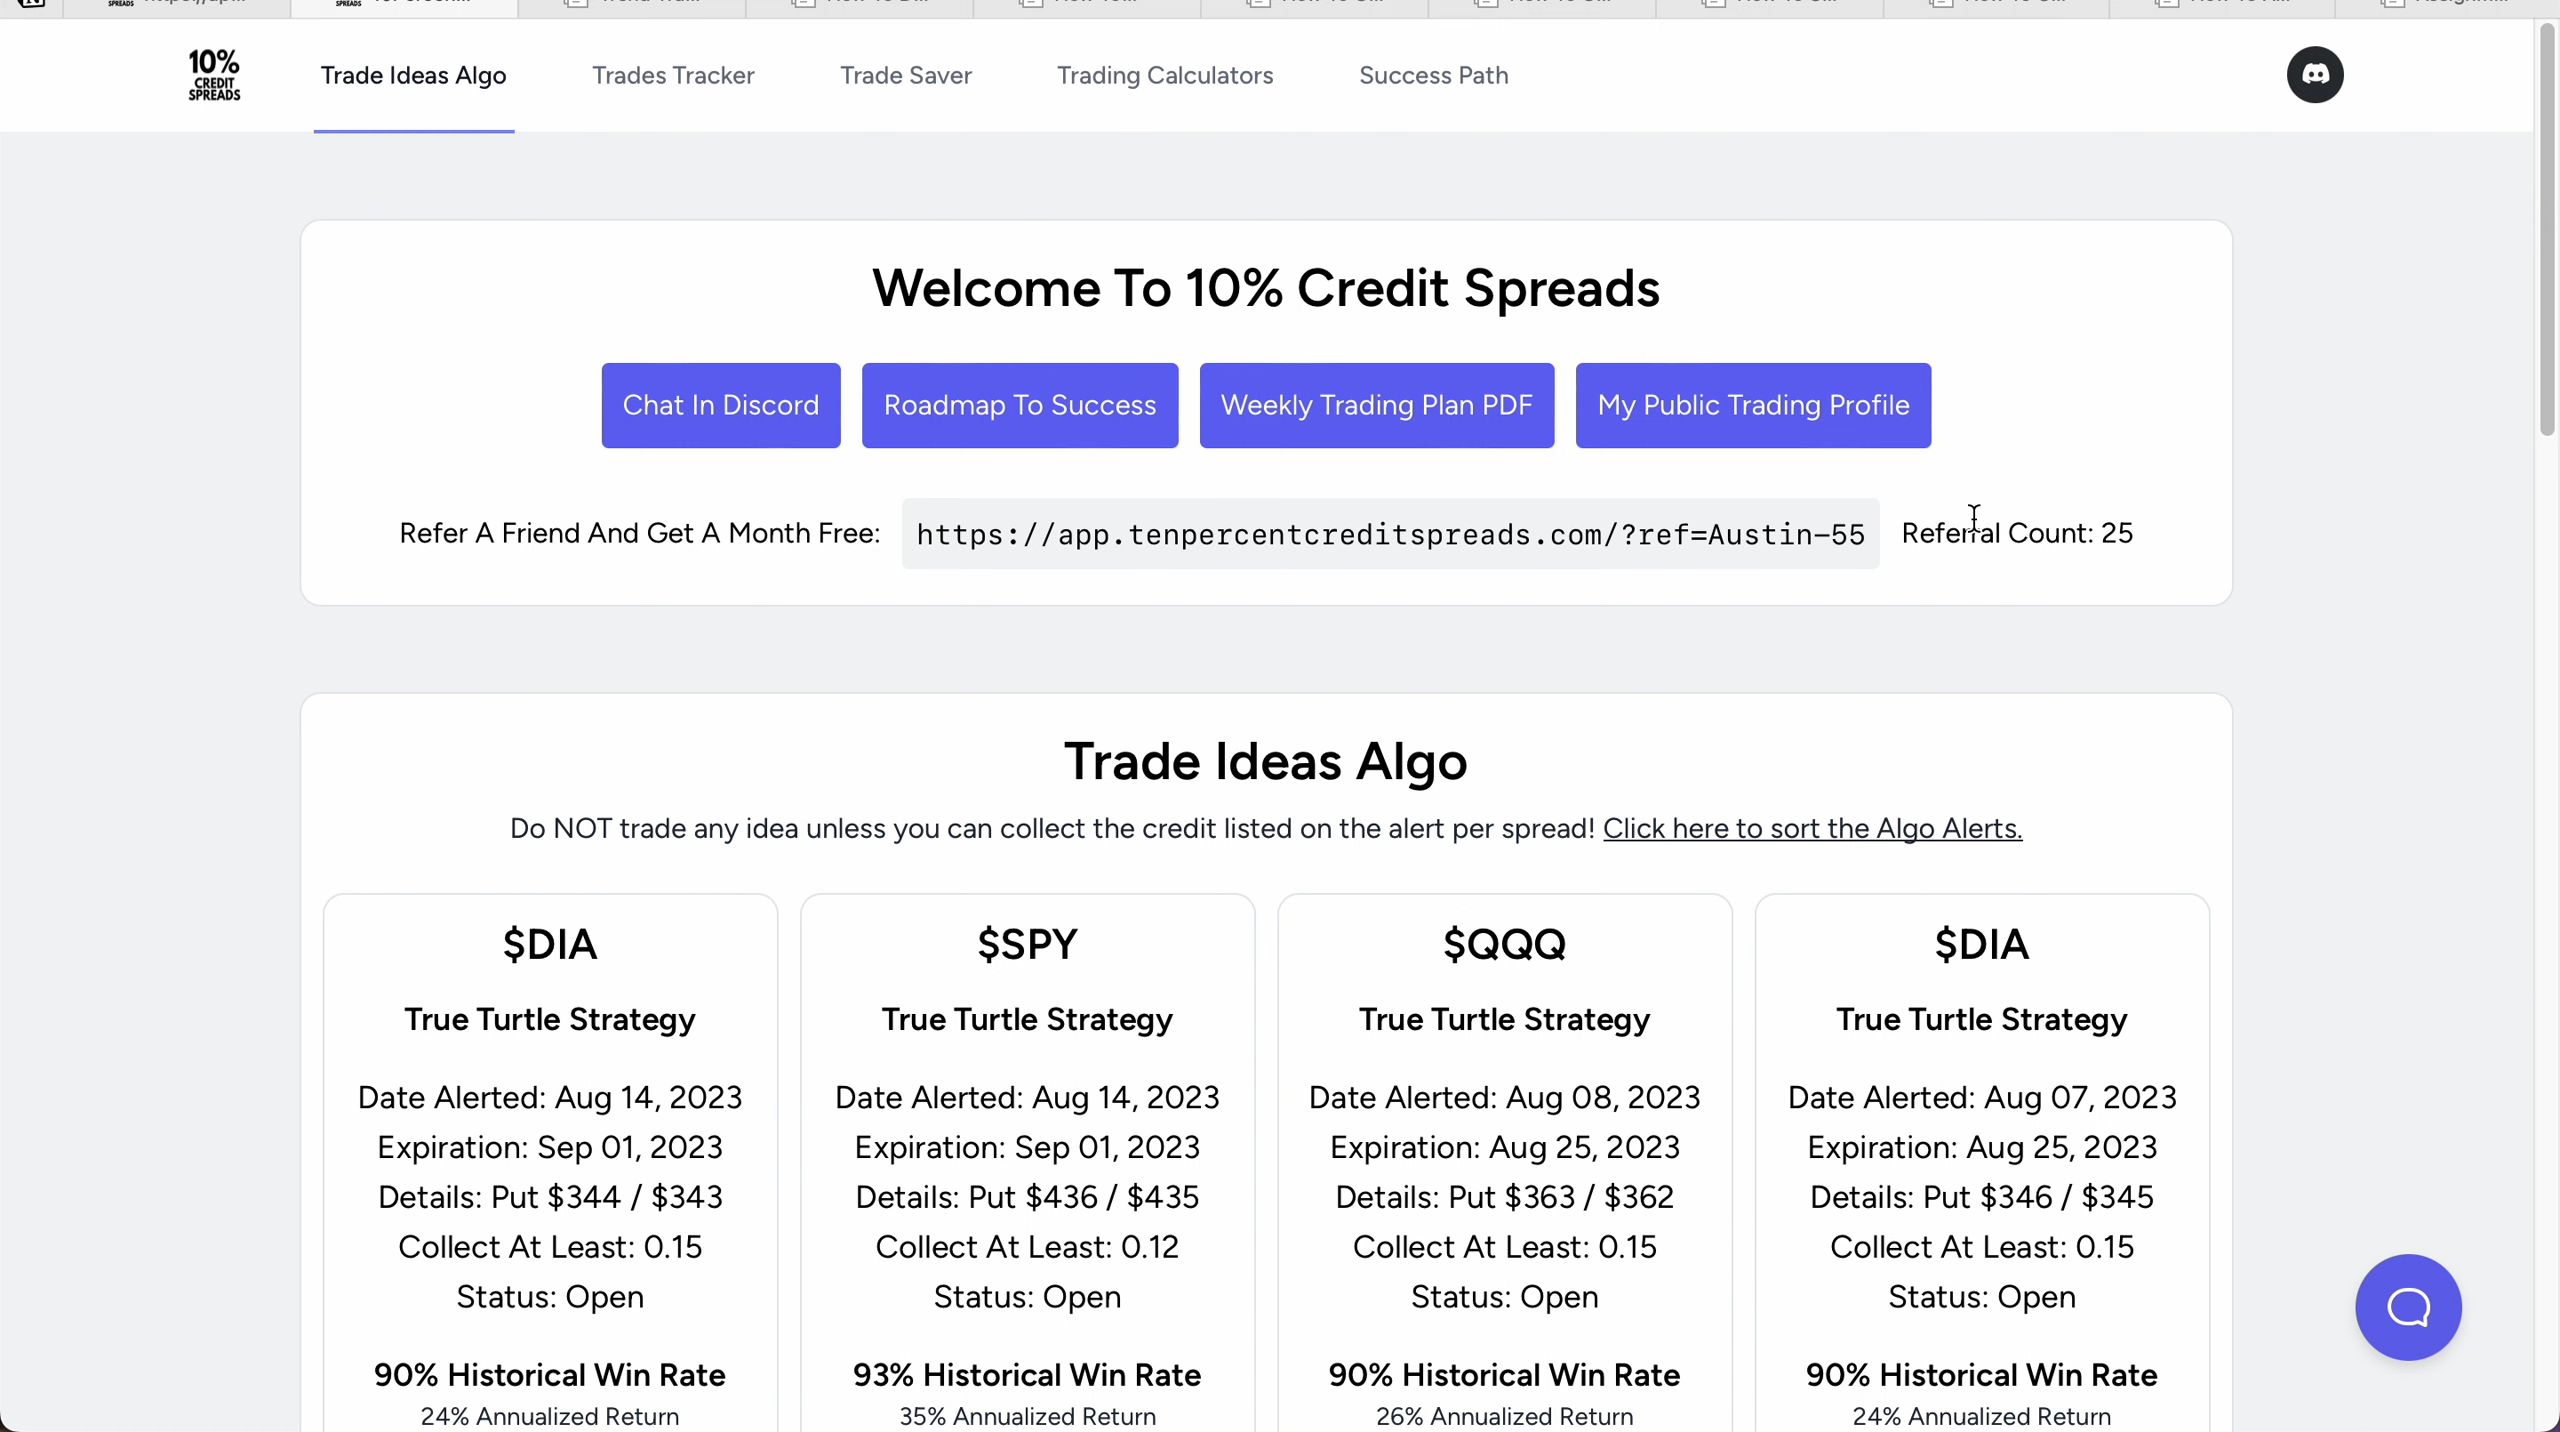 10%
CREDIT
SPREADS
Trade Ideas Algo
Trades Tracker
Trade Saver
Trading Calculators
Success Path
Welcome To 10% Credit Spreads
Chat In Discord
Roadmap To Success
Weekly Trading Plan PDF
My Public Trading Profile
Refer A Friend And Get A Month Free: https://app.tenpercentcreditspreads.com/?ref=Austin-55 Referral Count: 25
Trade Ideas Algo
Do NOT trade any idea unless you can collect the credit listed on the alert per spread! Click here to sort the Algo Alerts.
$DIA
True Turtle Strategy
Date Alerted: Aug 14, 2023
Expiration: Sep 01, 2023
Details: Put $344 / $343
Collect At Least: 0.15
Status: Open
90% Historical Win Rate
24% Annualized Return
$SPY
True Turtle Strategy
Date Alerted: Aug 14, 2023
Expiration: Sep 01, 2023
Details: Put $436 / $435
Collect At Least: 0.12
Status: Open
93% Historical Win Rate
35% Annualized Return
$QQQ
True Turtle Strategy
Date Alerted: Aug 08, 2023
Expiration: Aug 25, 2023
Details: Put $363 / $362
Collect At Least: 0.15
Status: Open
90% Historical Win Rate
26% Annualized Return
$DIA
True Turtle Strategy
Date Alerted: Aug 07, 2023
Expiration: Aug 25, 2023
Details: Put $346 / $345
Collect At Least: 0.15
Status: Open
90% Historical Win Rate
24% Annualized Return